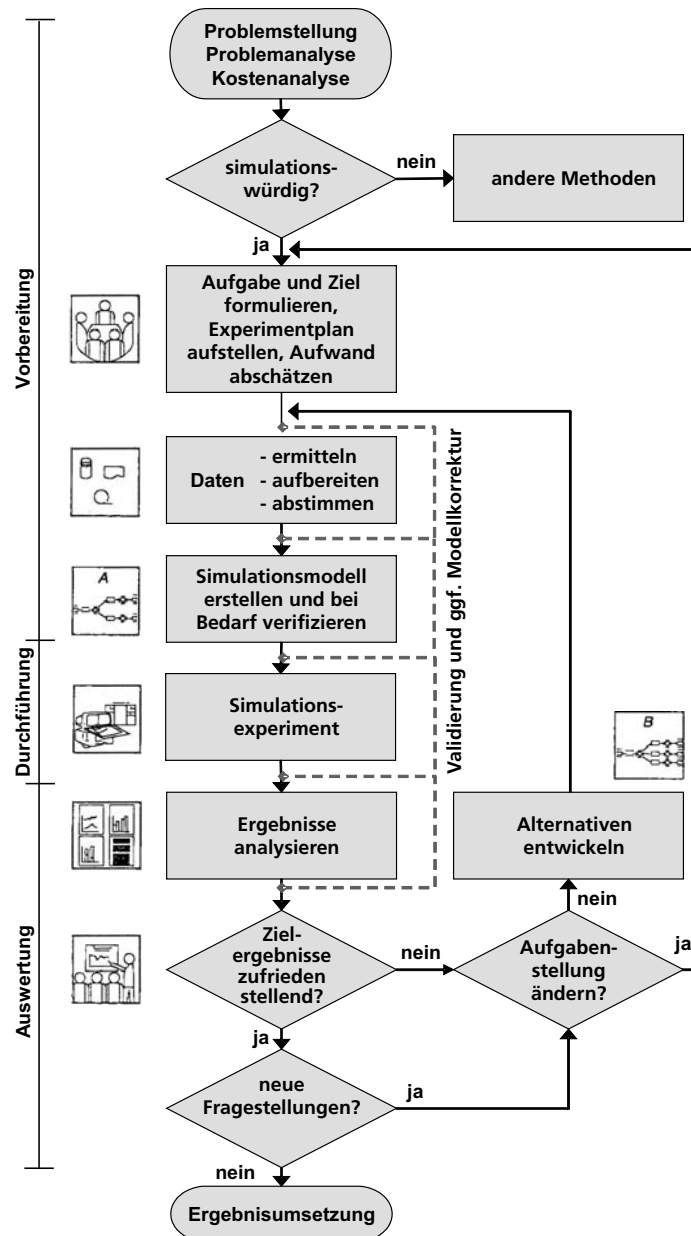 Problemstellung
Problemanalyse
Kostenanalyse
simulations-
würdig?
nein
andere Methoden
ja
Aufgabe und Ziel
formulieren,
Experimentplan
aufstellen, Aufwand
abschätzen
Vorbereitung
Daten
- ermitteln
- aufbereiten
- abstimmen
Validierung und ggf. Modellkorrektur
A
Simulationsmodell
erstellen und bei
Bedarf verifizieren
Durchführung
Simulations-
experiment
B
Ergebnisse
analysieren
Alternativen
entwickeln
nein
Auswertung
Ziel-
ergebnisse
zufrieden
stellend?
nein
Aufgaben-
stellung
ändern?
ja
ja
neue
Fragestellungen?
ja
nein
Ergebnisumsetzung